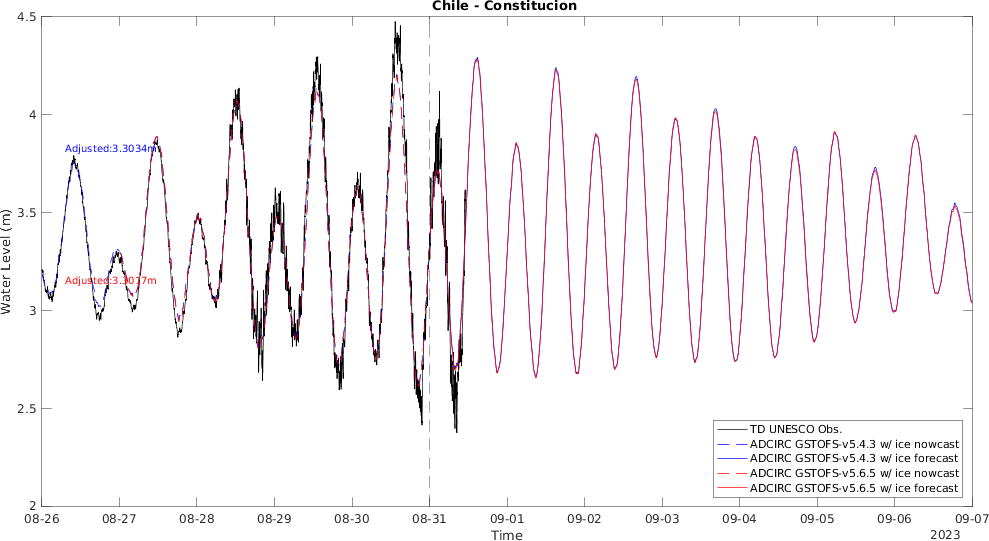 Chile - Constitucion
4.5
4
3.5
3
2.5
2
Water Level (m)
Adjusted:3.3034m
Adjusted:3.3037m
TD UNESCO Obs.
ADCIRC GSTOFS-v5.4.3 w/ ice nowcast
ADCIRC GSTOFS-v5.4.3 w/ ice forecast
ADCIRC GSTOFS-v5.6.5 w/ ice nowcast
ADCIRC GSTOFS-v5.6.5 w/ ice forecast
08-26 08-27 08-28 08-29 08-30 08-31 09-01 09-02 09-03 09-04 09-05 09-06 09-07
Time
2023